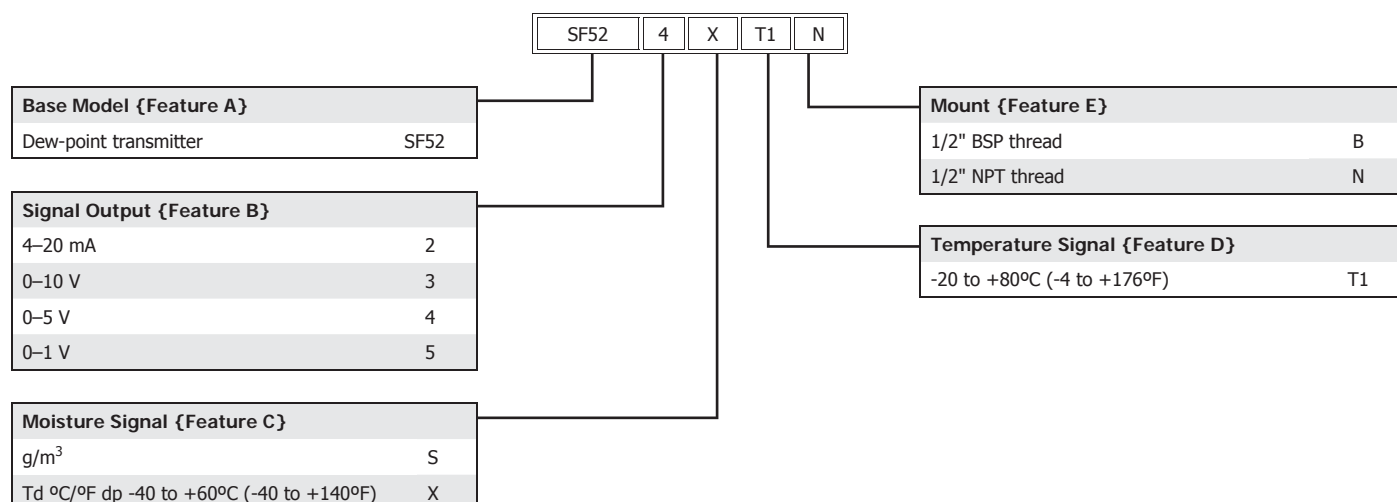 SF52 4 X T1 N
Base Model {Feature A}
Dew-point transmitter SF52
Signal Output {Feature B}
4–20 mA 2
0–10 V 3
0–5 V 4
0–1 V 5
Moisture Signal {Feature C}
g/m³ S
Td ºC/ºF dp -40 to +60ºC (-40 to +140ºF) X
Mount {Feature E}
1/2" BSP thread B
1/2" NPT thread N
Temperature Signal {Feature D}
-20 to +80ºC (-4 to +176ºF) T1